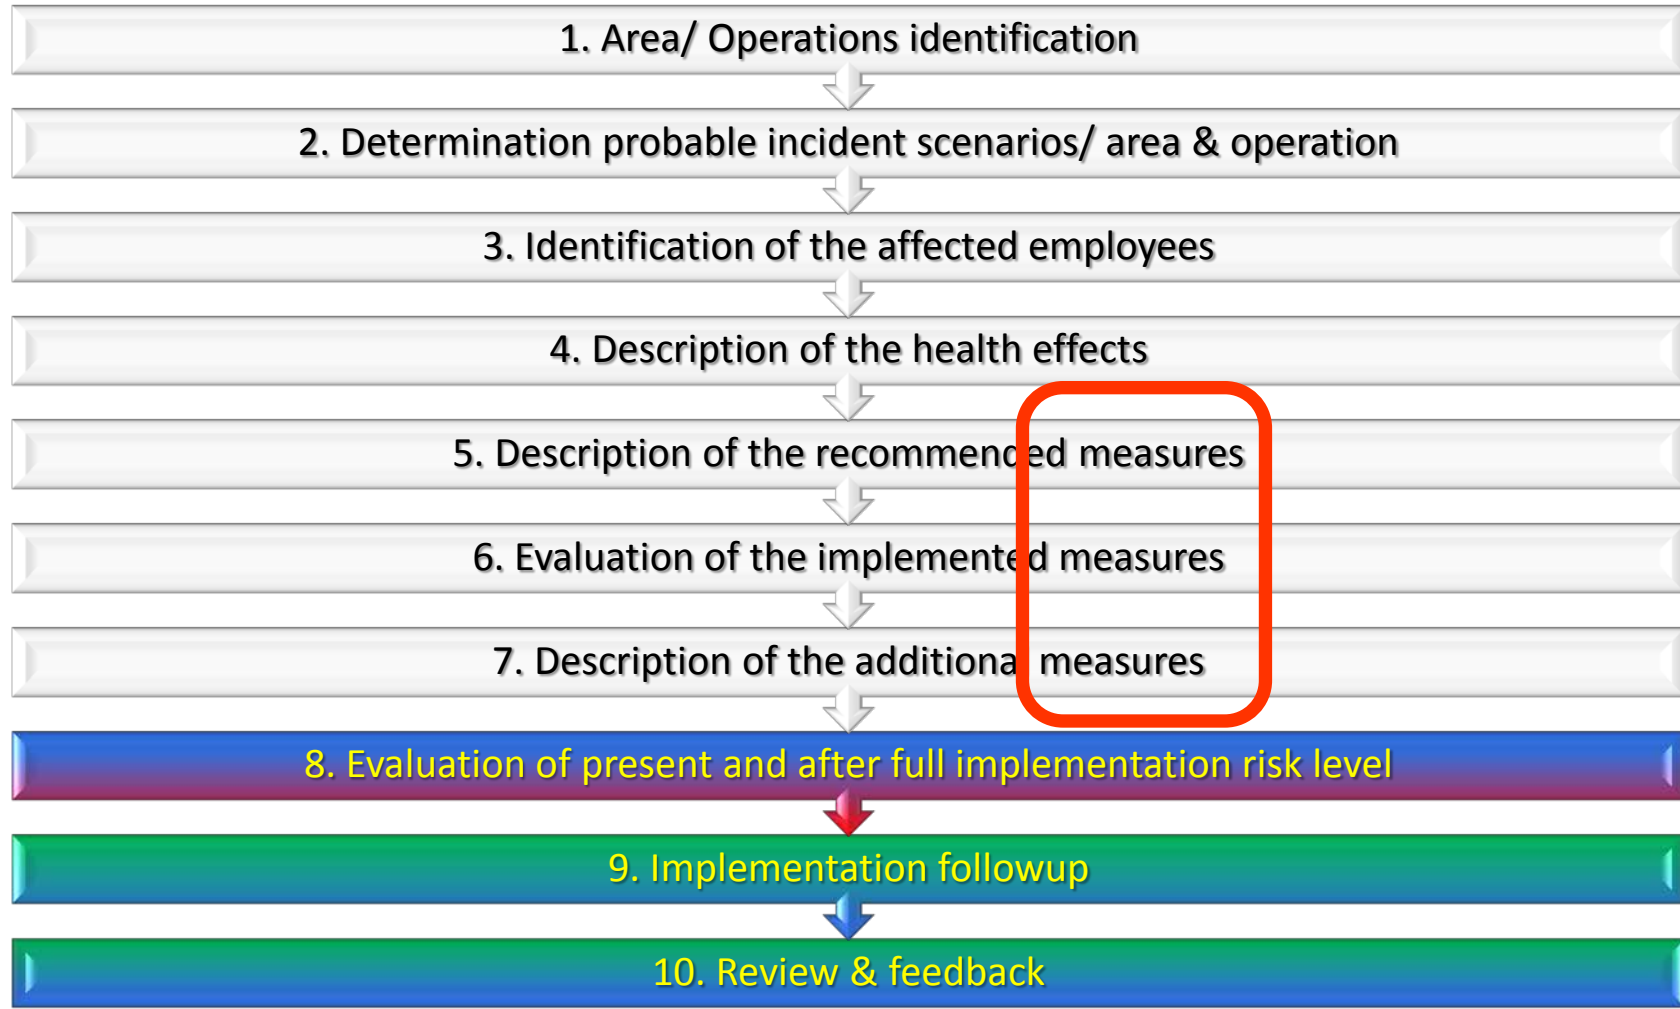 1. Area/ Operations identification
2. Determination probable incident scenarios/ area & operation
3. Identification of the affected employees
4. Description of the health effects
5. Description of the recommended measures
6. Evaluation of the implemented measures
7. Description of the additional measures
8. Evaluation of present and after full implementation risk level
9. Implementation followup
10. Review & feedback